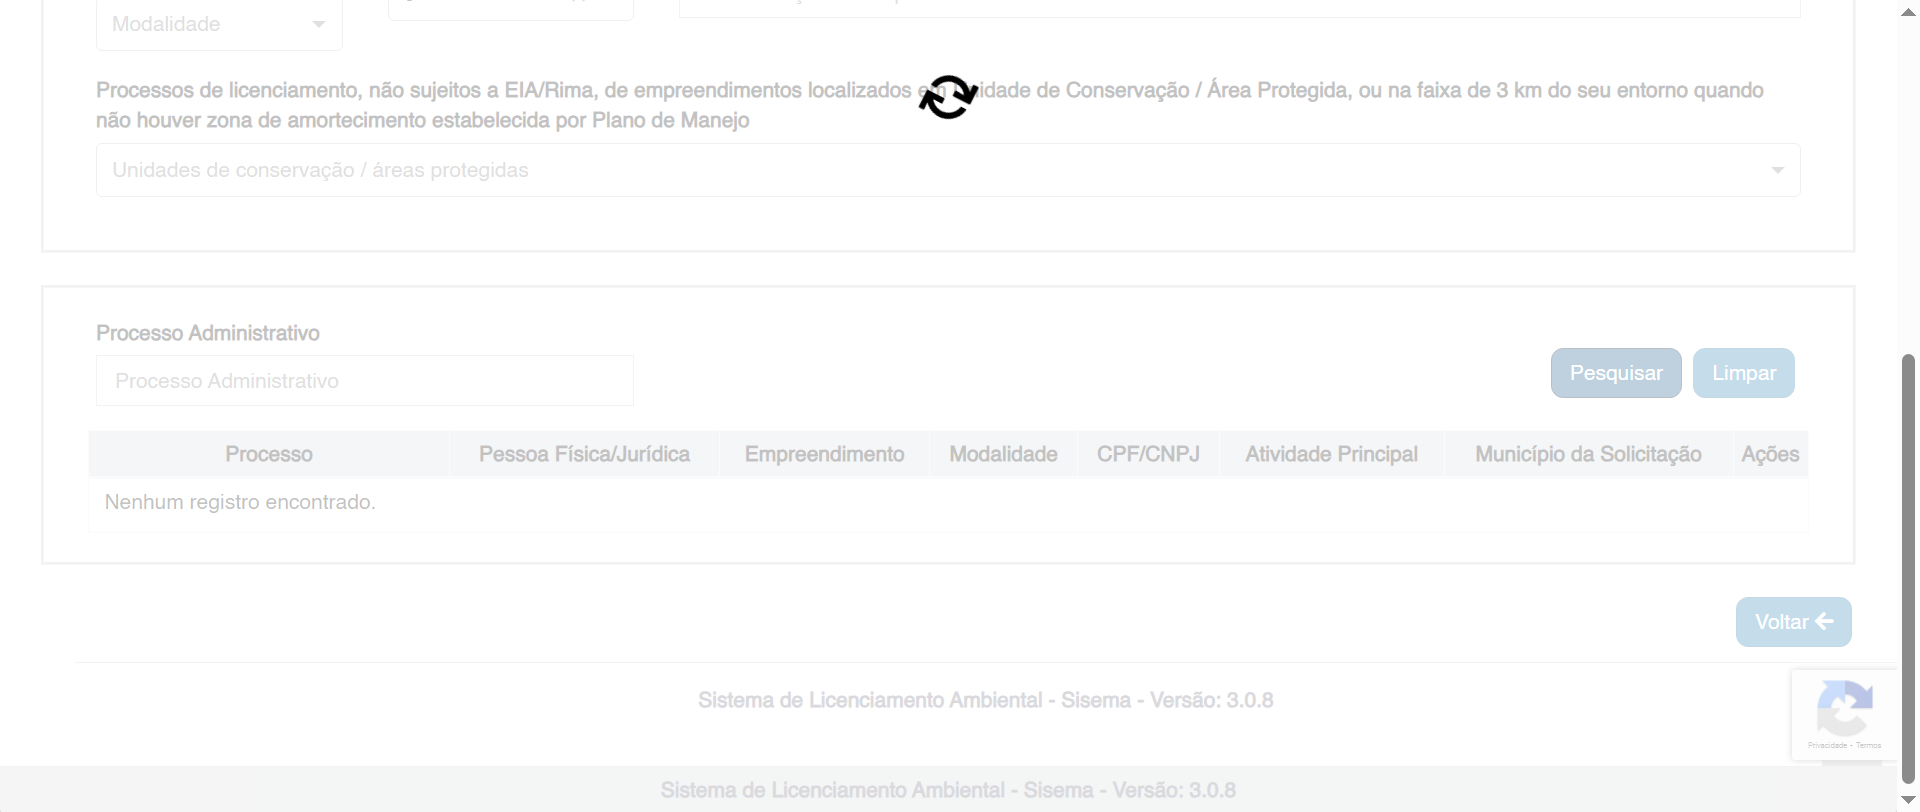 Modalidade
Processos de licenciamento, não sujeitos a EIA/Rima, de empreendimentos localizados em Unidade de Conservação / Área Protegida, ou na faixa de 3 km do seu entorno quando
não houver zona de amortecimento estabelecida por Plano de Manejo
Unidades de conservação / áreas protegidas
Processo Administrativo
Processo Administrativo
Pesquisar Limpar
Processo Pessoa Física/Jurídica Empreendimento Modalidade CPF/CNPJ Atividade Principal Município da Solicitação Ações
Nenhum registro encontrado.
Voltar
Sistema de Licenciamento Ambiental - Sisema - Versão: 3.0.8
Privacidade - Termos
Sistema de Licenciamento Ambiental - Sisema - Versão: 3.0.8